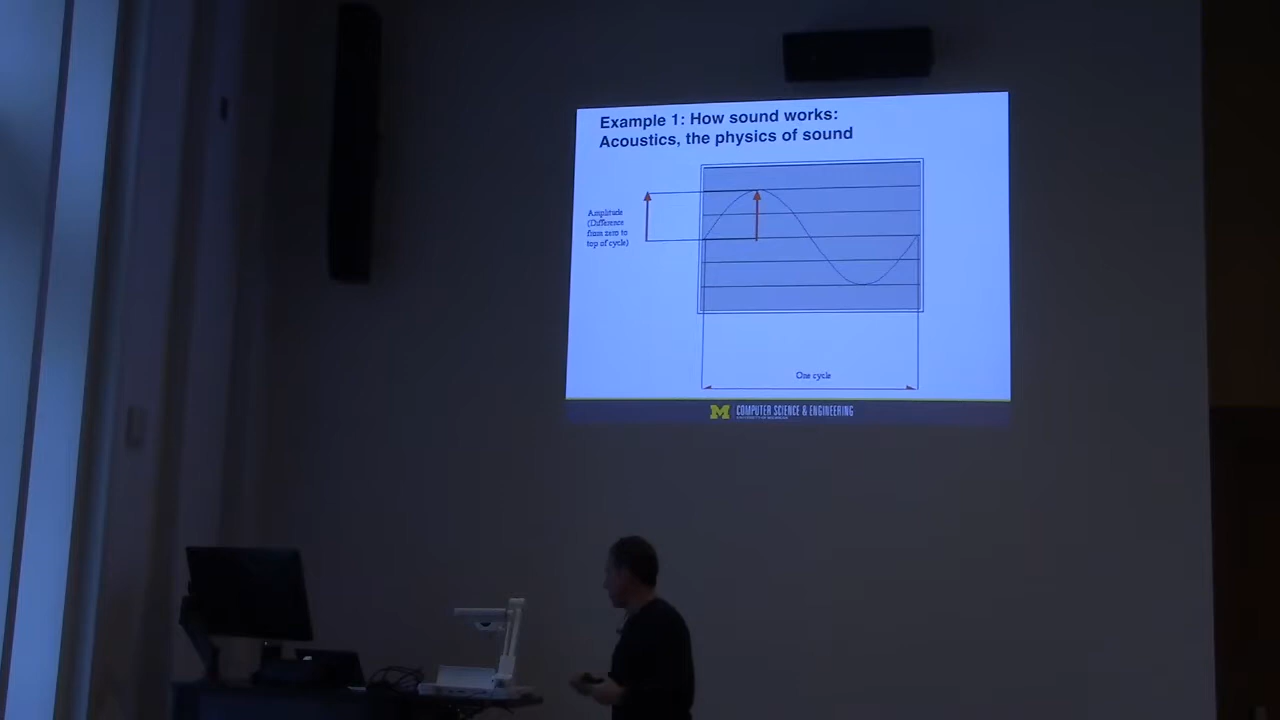 Example 1: How sound works:
Acoustics, the physics of sound
Amplitude
(Difference
from zero to
top of cycle)
One cycle
M COMPUTER SCIENCE & ENGINEERING